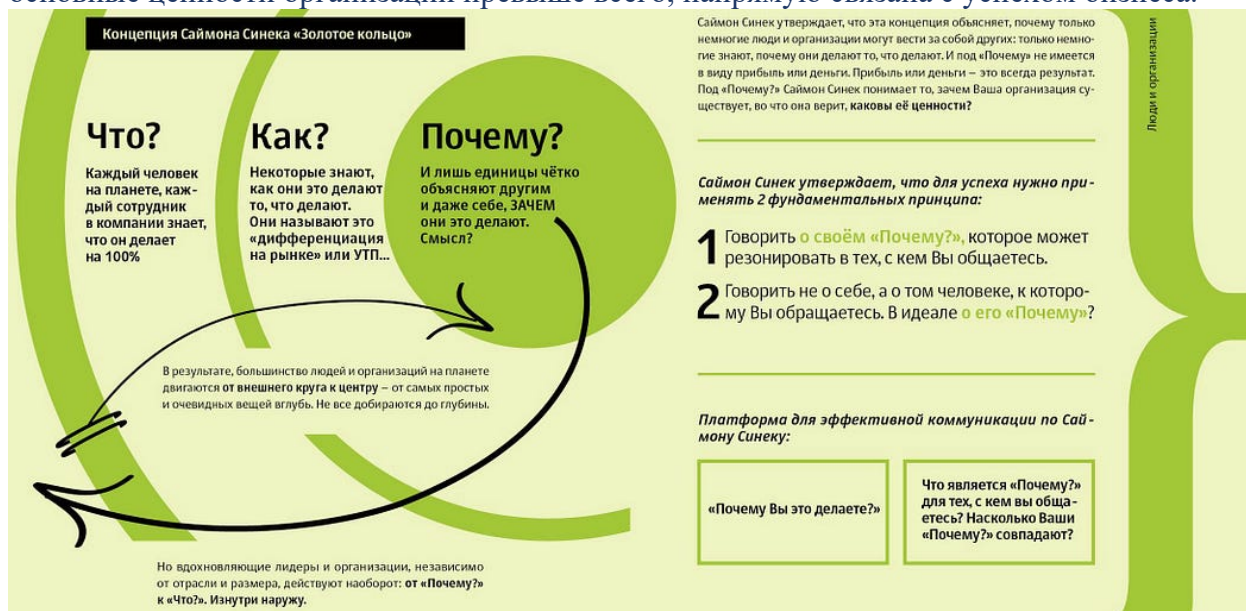 основные ценности организации превыше всего, напрямую связана с успехом бизнеса.
Концепция Саймона Синека «Золотое кольцо»
Что?
Каждый человек
на планете, каж-
дый сотрудник
в компании знает,
что он делает
на 100%
Как?
Некоторые знают,
как они это делают
то, что делают.
Они называют это
«дифференциация
на рынке» или УТП...
Почему?
И лишь единицы чётко
объясняют другим
и даже себе, ЗАЧЕМ
они это делают.
Смысл?
В результате, большинство людей и организаций на планете
двигаются от внешнего круга к центру – от самых простых
и очевидных вещей вглубь. Не все добираются до глубины.
Но вдохновляющие лидеры и организации, независимо
от отрасли и размера, действуют наоборот: от «Почему?»
к «Что?». Изнутри наружу.
Саймон Синек утверждает, что эта концепция объясняет, почему только
немногие люди и организации могут вести за собой других: только немно-
гие знают, почему они делают то, что делают. И под «Почему» не имеется
в виду прибыль или деньги. Прибыль или деньги – это всегда результат.
Под «Почему?» Саймон Синек понимает то, зачем Ваша организация су-
ществует, во что она верит, каковы её ценности?
Саймон Синек утверждает, что для успеха нужно при-
менять 2 фундаментальных принципа:
1 Говорить о своём «Почему?», которое может
резонировать в тех, с кем Вы общаетесь.
2 Говорить не о себе, а о том человеке, к которо-
му Вы обращаетесь. В идеале о его «Почему»?
Платформа для эффективной коммуникации по Сай-
мону Синеку:
«Почему Вы это делаете?»
Что является «Почему?»
для тех, с кем вы обща-
етесь? Насколько Ваши
«Почему?» совпадают?
Люди и организации